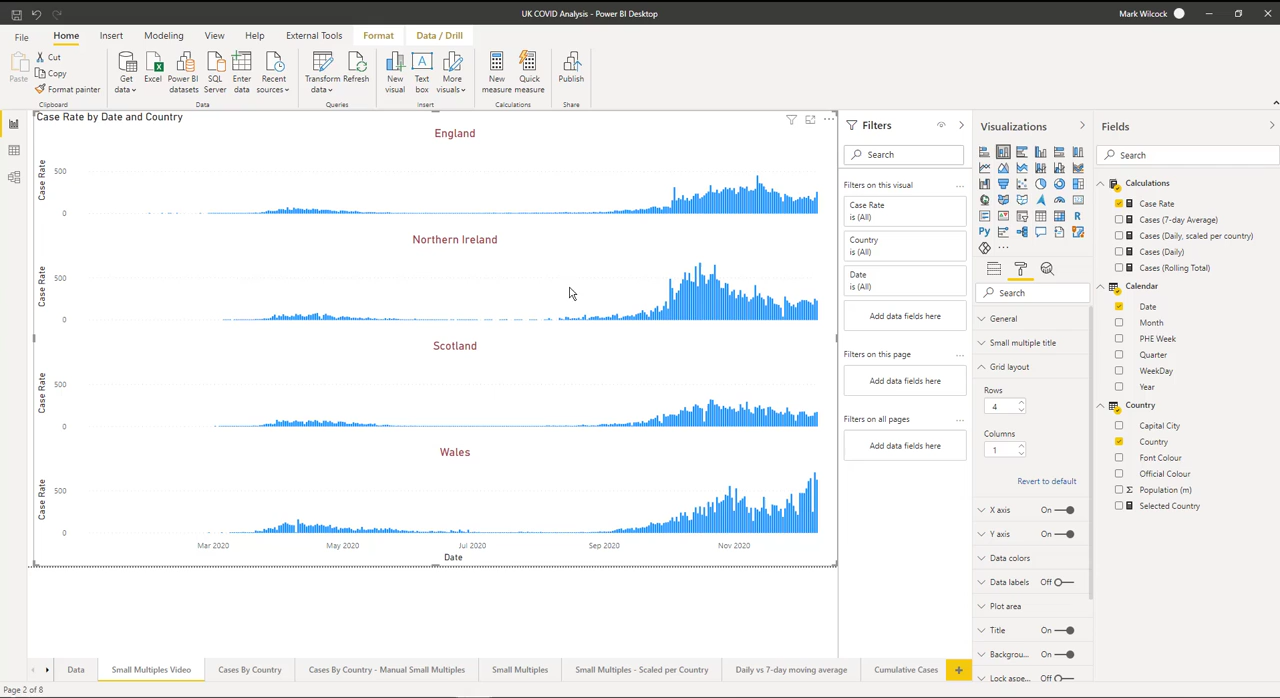 UK COVID Analysis - Power BI Desktop
Mark Wilcock
File
Home
Insert
Modeling
View
Help
External Tools
Format
Data / Drill
Paste
Cut
Copy
Format painter
Clipboard
Get data
Excel
Power BI datasets
SQL Server
Enter data
Recent sources
Data
Transform data
Refresh
Queries
New visual
Text box
More visuals
Insert
New measure
Quick measure
Calculations
Publish
Share
Case Rate by Date and Country
England
Case Rate
500
0
Northern Ireland
Case Rate
500
0
Scotland
Case Rate
500
0
Wales
Case Rate
500
0
Mar 2020
May 2020
Jul 2020
Sep 2020
Nov 2020
Date
Filters
Search
Filters on this visual
Case Rate
is (All)
Country
is (All)
Date
is (All)
Add data fields here
Filters on this page
Add data fields here
Filters on all pages
Add data fields here
Visualizations
R
Py
Search
General
Small multiple title
Grid layout
Rows
4
Columns
1
Revert to default
X axis On
Y axis On
Data colors
Data labels Off
Plot area
Title On
Backgrou... On
Lock aspe... Off
Fields
Search
Calculations
Case Rate
Cases (7-day Average)
Cases (Daily, scaled per country)
Cases (Daily)
Cases (Rolling Total)
Calendar
Date
Month
PHE Week
Quarter
WeekDay
Year
Country
Capital City
Country
Font Colour
Official Colour
Σ Population (m)
Selected Country
Data
Small Multiples Video
Cases By Country
Cases By Country - Manual Small Multiples
Small Multiples
Small Multiples - Scaled per Country
Daily vs 7-day moving average
Cumulative Cases
+
Page 2 of 8